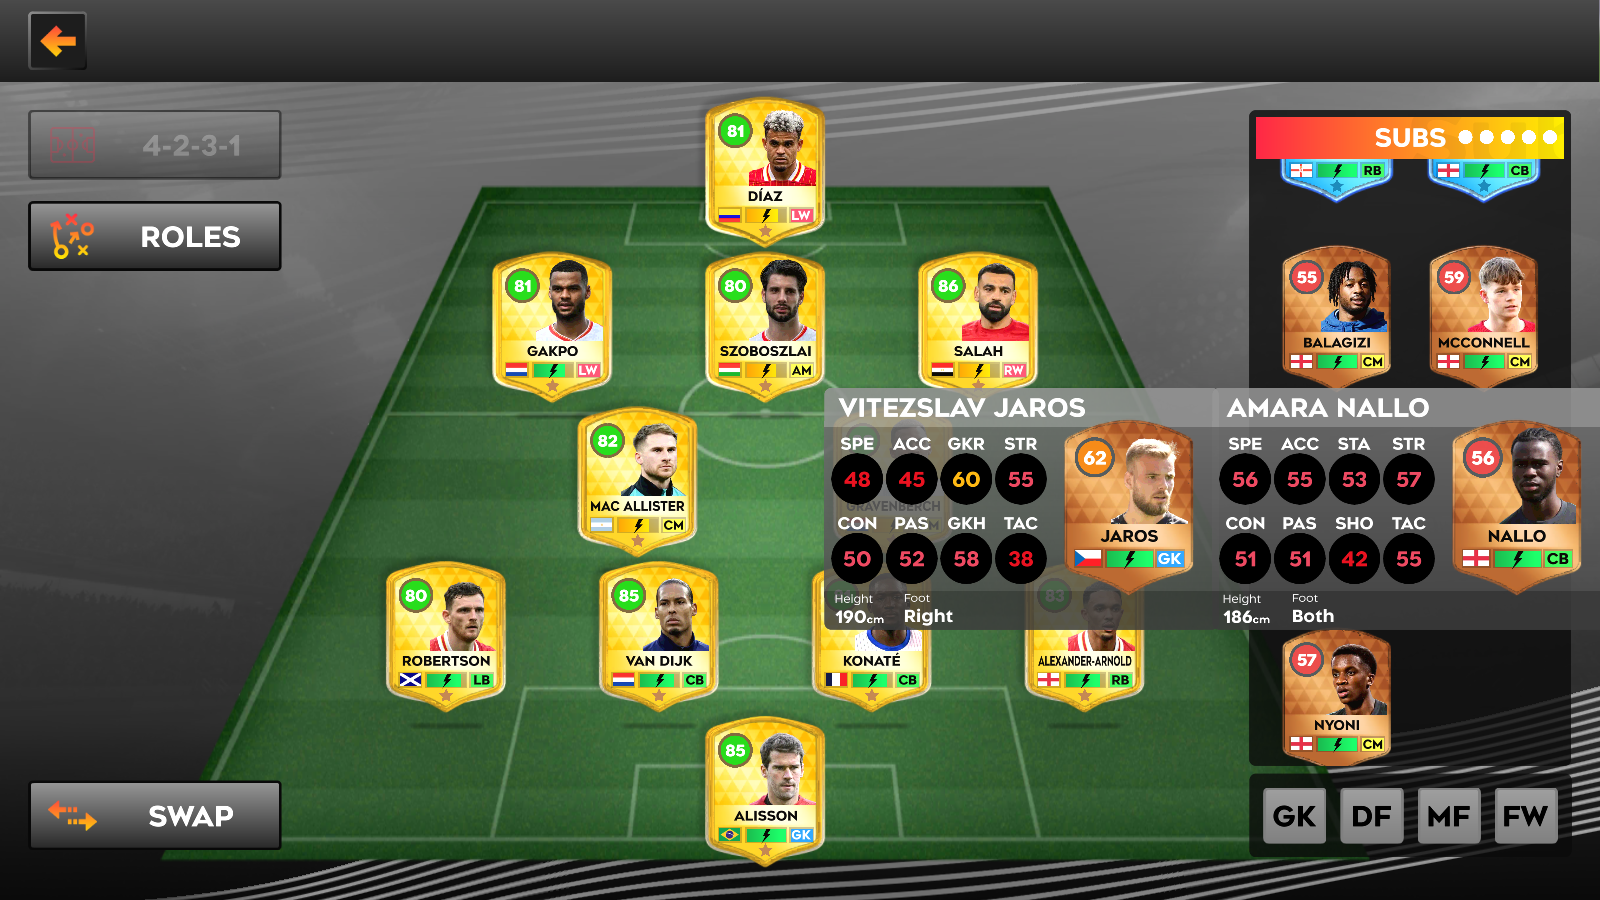 4-2-3-1
ROLES
81
DÍAZ
LW
SUBS
RB
CB
81
GAKPO
LW
80
SZOBOSZLAI
AM
86
SALAH
RW
55
BALAGIZI
CM
59
MCCONNELL
CM
82
MAC ALLISTER
CM
GRAVENBERCH
VITEZSLAV JAROS
SPE ACC GKR STR
48 45 60 55
CON PAS GKH TAC
50 52 58 38
Height Foot
190cm Right
62
JAROS
GK
AMARA NALLO
SPE ACC STA STR
56 55 53 57
CON PAS SHO TAC
51 51 42 55
Height Foot
186cm Both
56
NALLO
CB
80
ROBERTSON
LB
85
VAN DIJK
CB
KONATÉ
CB
83
ALEXANDER-ARNOLD
RB
57
NYONI
CM
85
ALISSON
GK
SWAP
GK DF MF FW